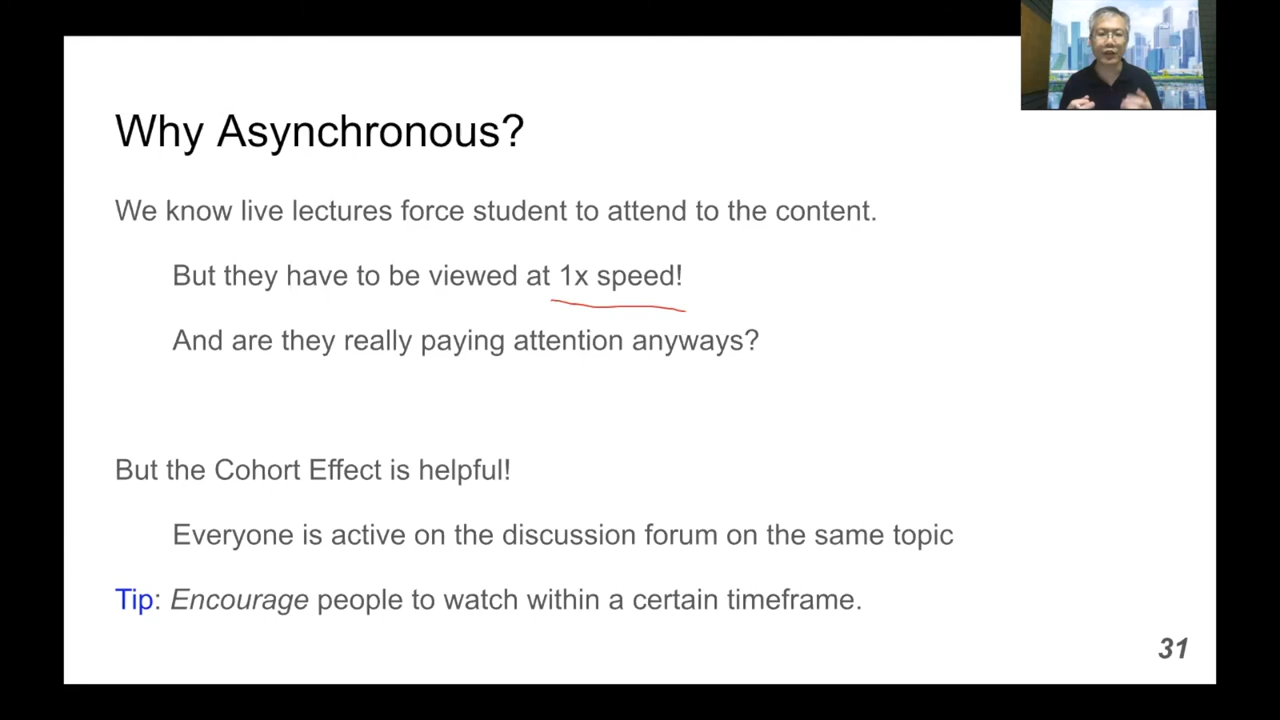 Why Asynchronous?
We know live lectures force student to attend to the content.
But they have to be viewed at 1x speed!
And are they really paying attention anyways?
But the Cohort Effect is helpful!
Everyone is active on the discussion forum on the same topic
Tip: Encourage people to watch within a certain timeframe.
31